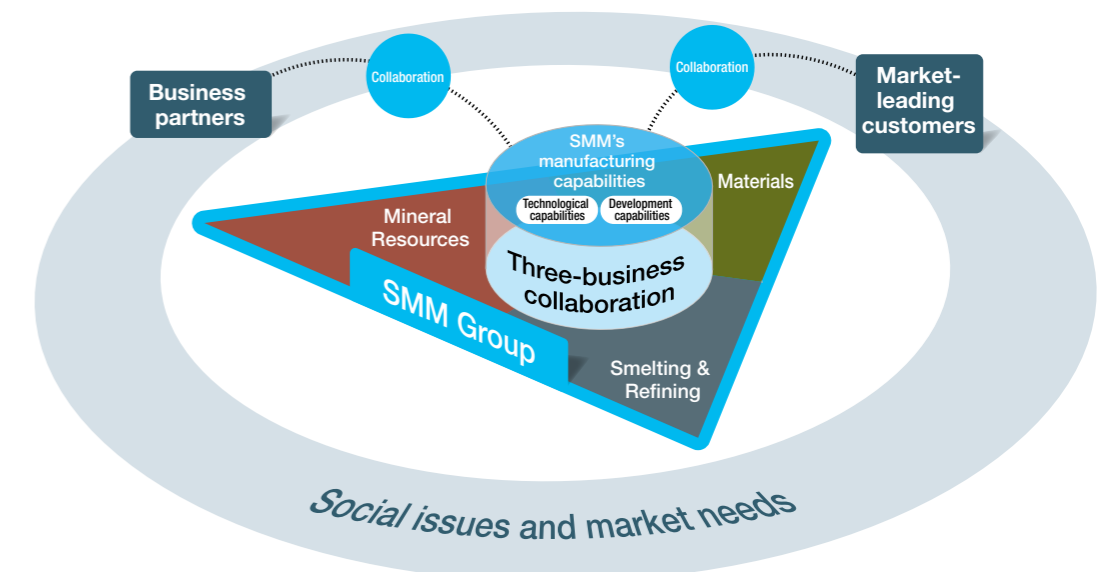 Business
partners
Collaboration
Collaboration
Market-
leading
customers
SMM's
manufacturing
capabilities
Technological
capabilities
Development
capabilities
Materials
Mineral
Resources
Three-business
collaboration
SMM Group
Smelting &
Refining
Social issues and market needs